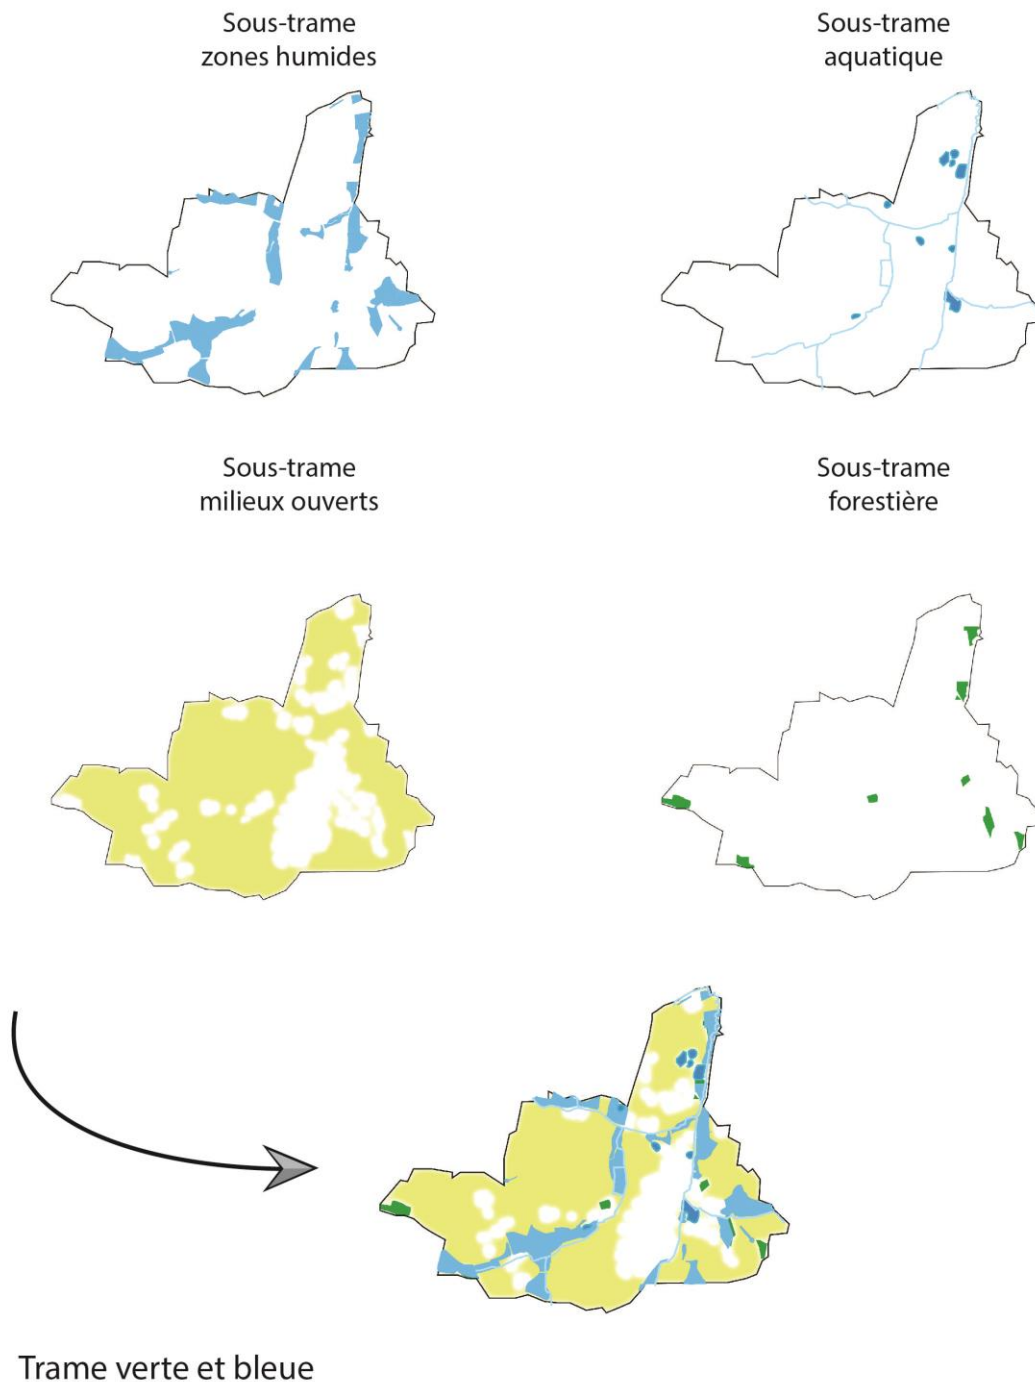 Sous-trame
zones humides
Sous-trame
aquatique
Sous-trame
milieux ouverts
Sous-trame
forestière
Trame verte et bleue